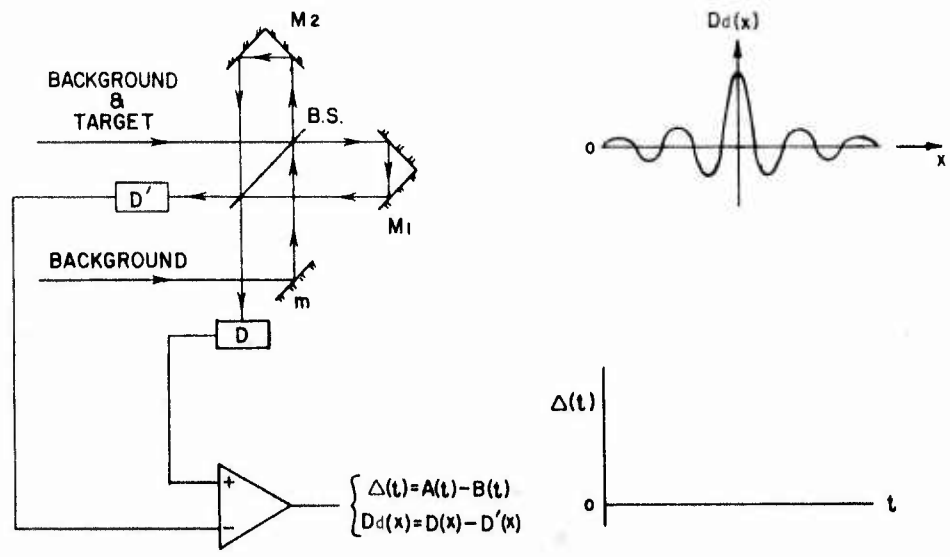 M2
BACKGROUND
&
TARGET
B.S.
D'
M1
BACKGROUND
m
D
+
−
Δ(t)=A(t)−B(t)
Dd(x)=D(x)−D'(x)
Dd(x)
0
x
Δ(t)
0
t